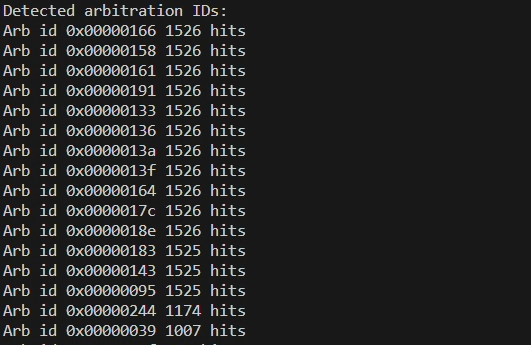 Detected arbitration IDs:
Arb id 0x00000166 1526 hits
Arb id 0x00000158 1526 hits
Arb id 0x00000161 1526 hits
Arb id 0x00000191 1526 hits
Arb id 0x00000133 1526 hits
Arb id 0x00000136 1526 hits
Arb id 0x0000013a 1526 hits
Arb id 0x0000013f 1526 hits
Arb id 0x00000164 1526 hits
Arb id 0x0000017c 1526 hits
Arb id 0x0000018e 1526 hits
Arb id 0x00000183 1525 hits
Arb id 0x00000143 1525 hits
Arb id 0x00000095 1525 hits
Arb id 0x00000244 1174 hits
Arb id 0x00000039 1007 hits